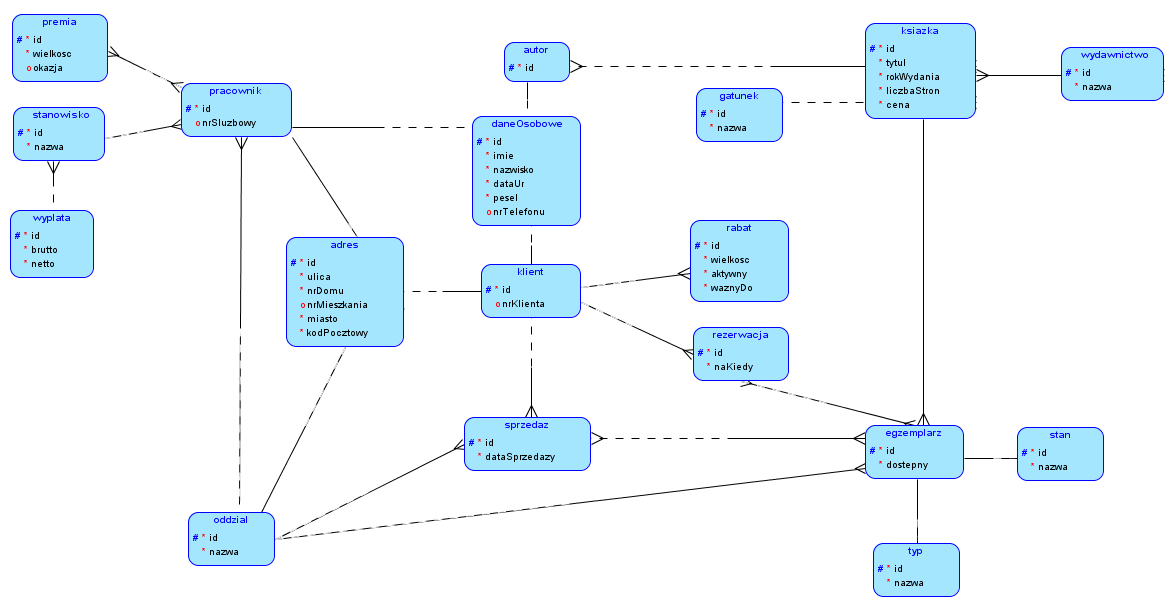 premia
# * id
* wielkosc
o okazja
stanowisko
# * id
* nazwa
wyplata
# * id
* brutto
* netto
pracownik
# * id
o nrSluzbowy
adres
# * id
* ulica
* nrDomu
o nrMieszkania
* miasto
* kodPocztowy
oddzial
# * id
* nazwa
autor
# * id
daneOsobowe
# * id
* imie
* nazwisko
* dataUr
* pesel
o nrTelefonu
klient
# * id
o nrKlienta
sprzedaz
# * id
* dataSprzedazy
gatunek
# * id
* nazwa
rabat
# * id
* wielkosc
* aktywny
* waznyDo
rezerwacja
# * id
* naKiedy
ksiazka
# * id
* tytul
* rokWydania
* liczbaStron
* cena
wydawnictwo
# * id
* nazwa
egzemplarz
# * id
* dostepny
stan
# * id
* nazwa
typ
# * id
* nazwa